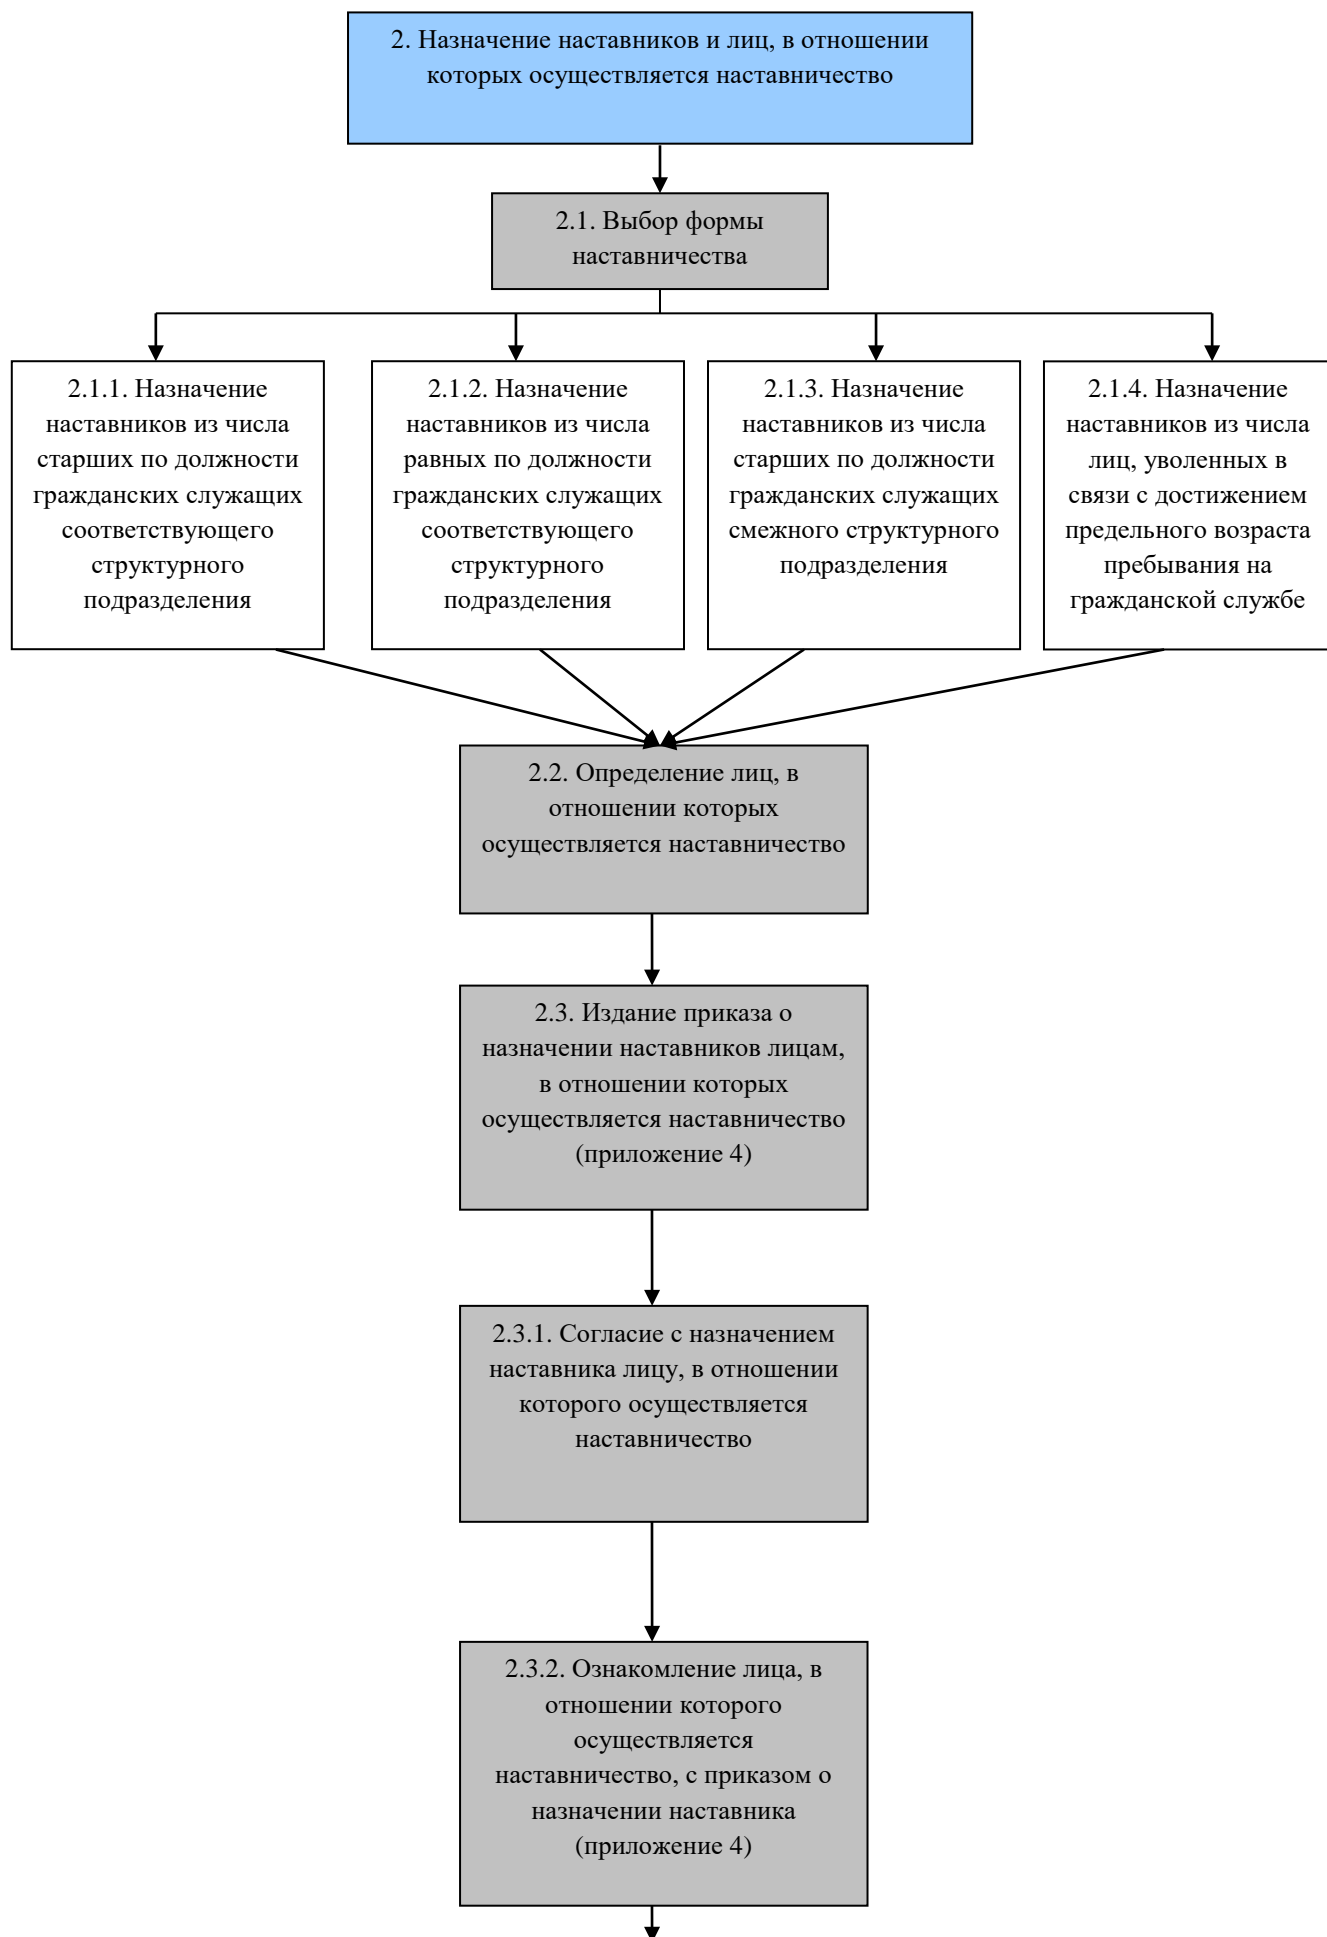 2. Назначение наставников и лиц, в отношении
которых осуществляется наставничество
2.1. Выбор формы
наставничества
2.1.1. Назначение
наставников из числа
старших по должности
гражданских служащих
соответствующего
структурного
подразделения
2.1.2. Назначение
наставников из числа
равных по должности
гражданских служащих
соответствующего
структурного
подразделения
2.1.3. Назначение
наставников из числа
старших по должности
гражданских служащих
смежного структурного
подразделения
2.1.4. Назначение
наставников из числа
лиц, уволенных в
связи с достижением
предельного возраста
пребывания на
гражданской службе
2.2. Определение лиц, в
отношении которых
осуществляется наставничество
2.3. Издание приказа о
назначении наставников лицам,
в отношении которых
осуществляется наставничество
(приложение 4)
2.3.1. Согласие с назначением
наставника лицу, в отношении
которого осуществляется
наставничество
2.3.2. Ознакомление лица, в
отношении которого
осуществляется
наставничество, с приказом о
назначении наставника
(приложение 4)